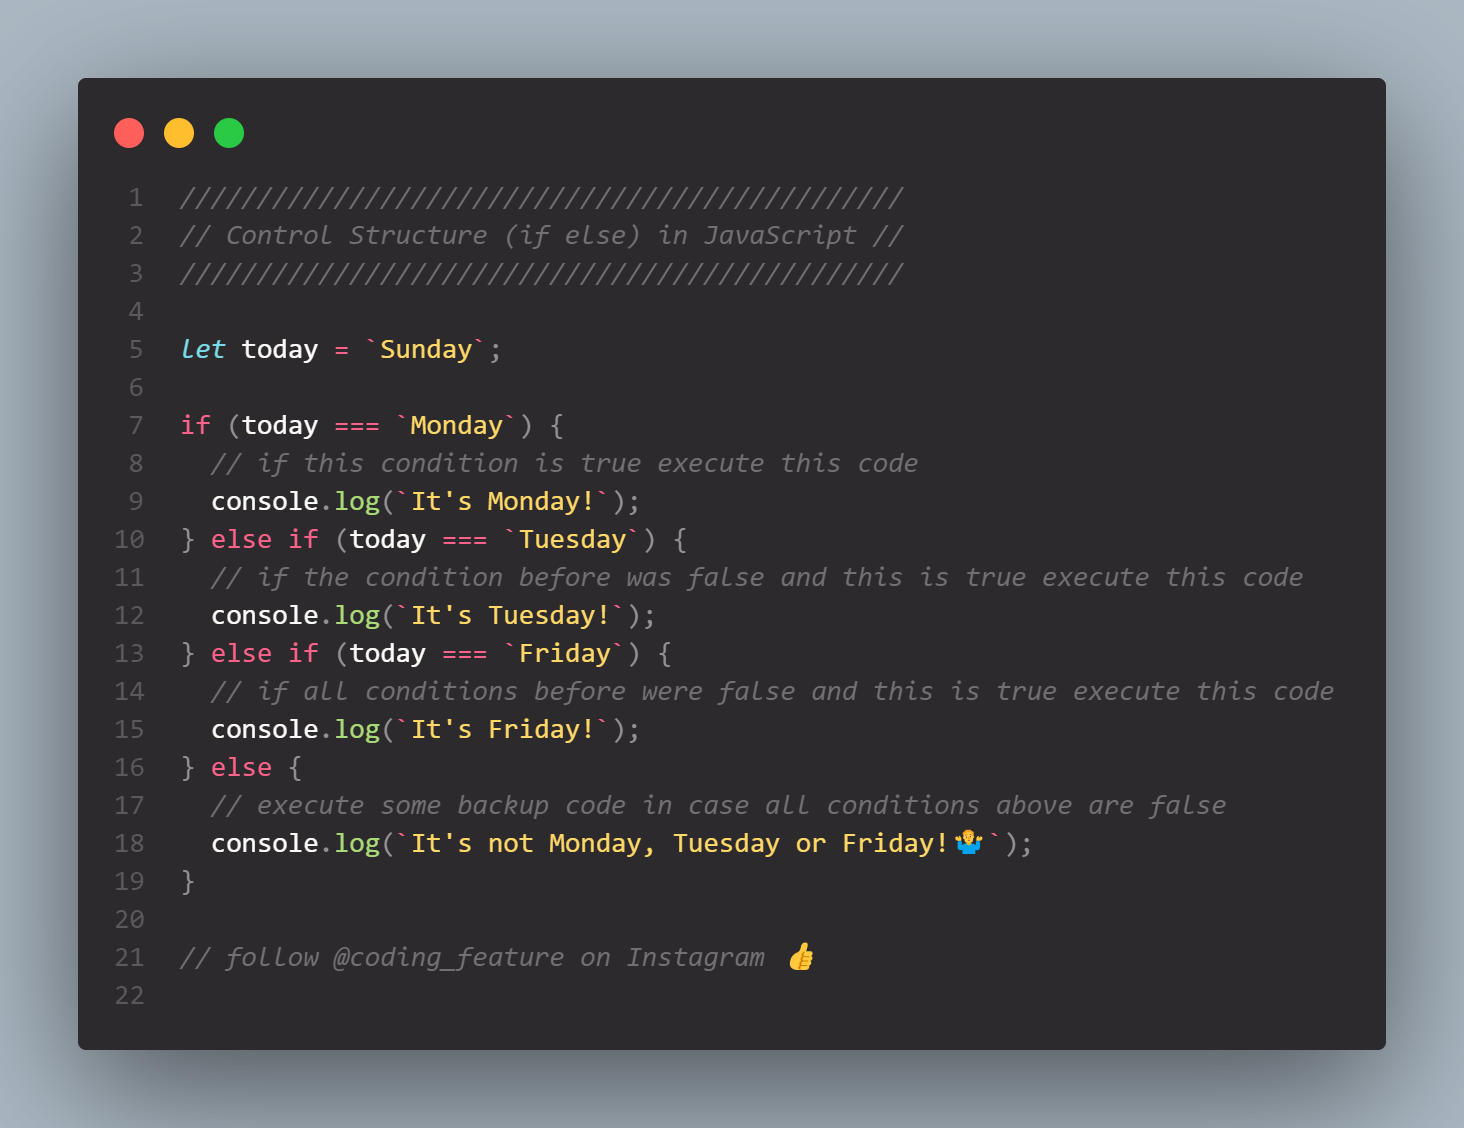 1 ///////////////////////////////////////////////
2 // Control Structure (if else) in JavaScript //
3 ///////////////////////////////////////////////
4
5 let today = `Sunday`;
6
7 if (today === `Monday`) {
8   // if this condition is true execute this code
9   console.log(`It's Monday!`);
10 } else if (today === `Tuesday`) {
11   // if the condition before was false and this is true execute this code
12   console.log(`It's Tuesday!`);
13 } else if (today === `Friday`) {
14   // if all conditions before were false and this is true execute this code
15   console.log(`It's Friday!`);
16 } else {
17   // execute some backup code in case all conditions above are false
18   console.log(`It's not Monday, Tuesday or Friday!🤷‍♂️`);
19 }
20
21 // follow @coding_feature on Instagram 👍
22